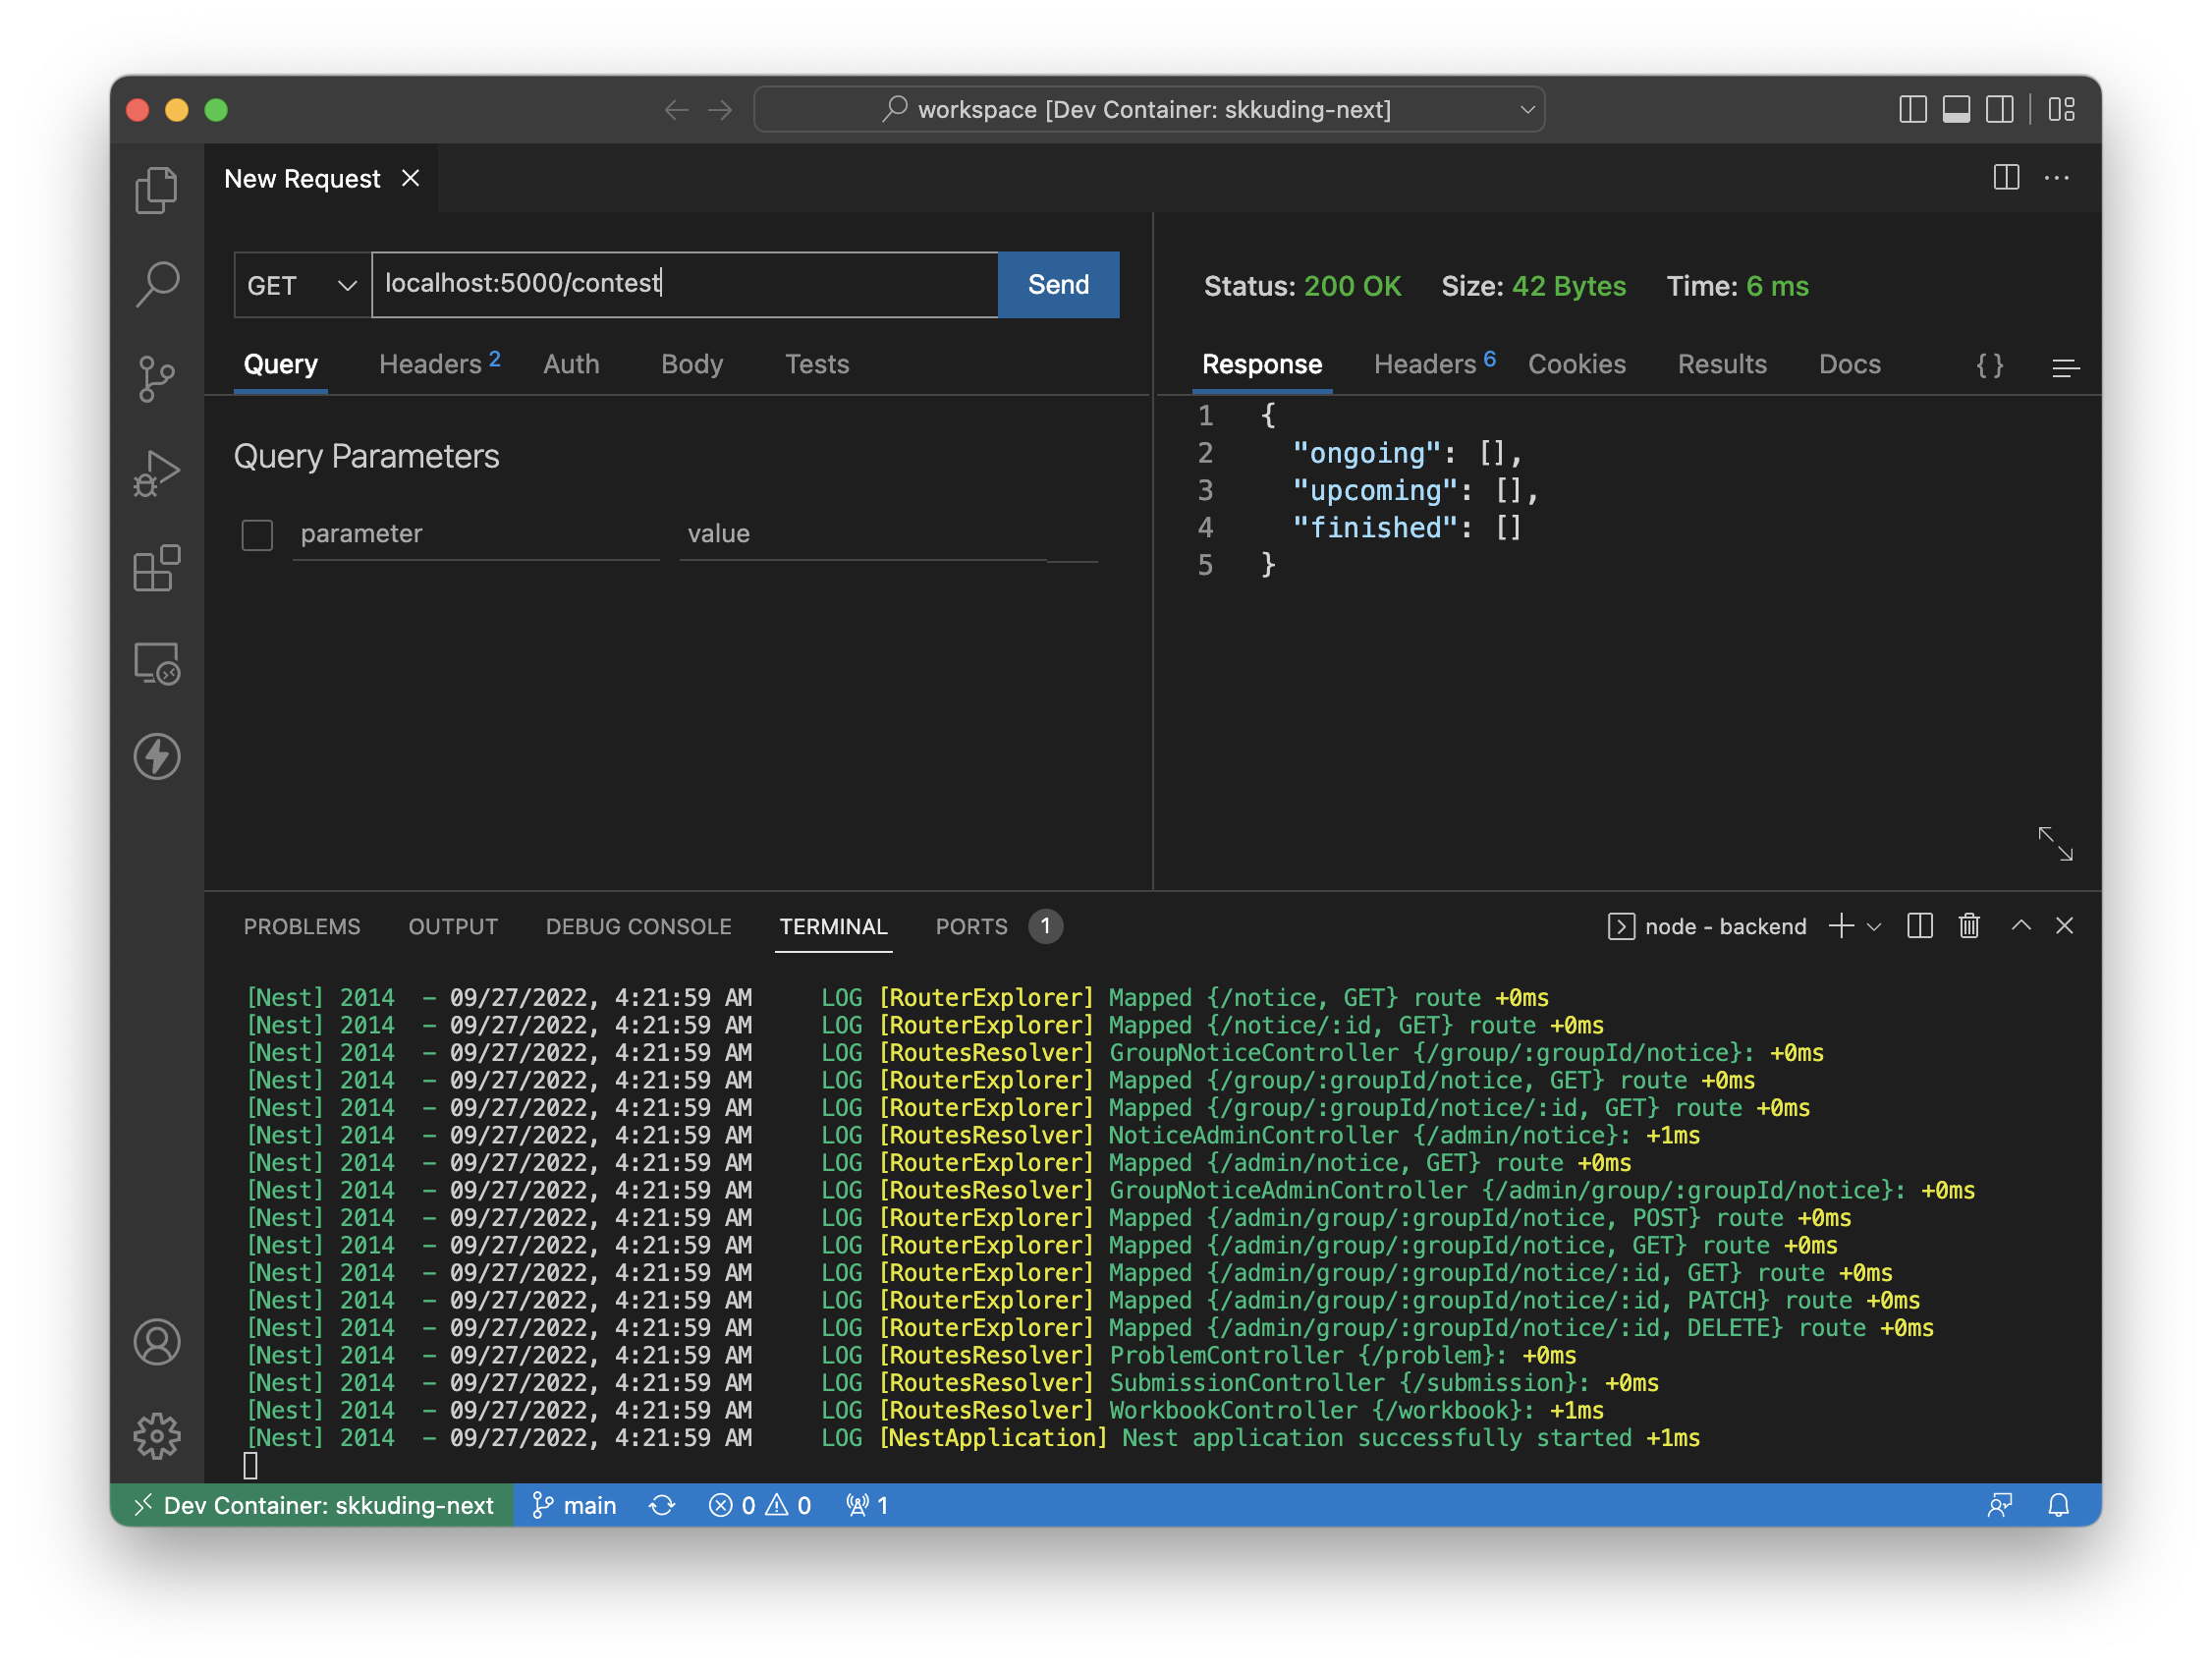 workspace [Dev Container: skkuding-next]
New Request
GET localhost:5000/contest Send
Query Headers 2 Auth Body Tests
Query Parameters
parameter value
Status: 200 OK Size: 42 Bytes Time: 6 ms
Response Headers 6 Cookies Results Docs {}
1 {
2 "ongoing": [],
3 "upcoming": [],
4 "finished": []
5 }
PROBLEMS OUTPUT DEBUG CONSOLE TERMINAL PORTS 1 node - backend
[Nest] 2014  - 09/27/2022, 4:21:59 AM     LOG [RouterExplorer] Mapped {/notice, GET} route +0ms
[Nest] 2014  - 09/27/2022, 4:21:59 AM     LOG [RouterExplorer] Mapped {/notice/:id, GET} route +0ms
[Nest] 2014  - 09/27/2022, 4:21:59 AM     LOG [RoutesResolver] GroupNoticeController {/group/:groupId/notice}: +0ms
[Nest] 2014  - 09/27/2022, 4:21:59 AM     LOG [RouterExplorer] Mapped {/group/:groupId/notice, GET} route +0ms
[Nest] 2014  - 09/27/2022, 4:21:59 AM     LOG [RouterExplorer] Mapped {/group/:groupId/notice/:id, GET} route +0ms
[Nest] 2014  - 09/27/2022, 4:21:59 AM     LOG [RoutesResolver] NoticeAdminController {/admin/notice}: +1ms
[Nest] 2014  - 09/27/2022, 4:21:59 AM     LOG [RouterExplorer] Mapped {/admin/notice, GET} route +0ms
[Nest] 2014  - 09/27/2022, 4:21:59 AM     LOG [RoutesResolver] GroupNoticeAdminController {/admin/group/:groupId/notice}: +0ms
[Nest] 2014  - 09/27/2022, 4:21:59 AM     LOG [RouterExplorer] Mapped {/admin/group/:groupId/notice, POST} route +0ms
[Nest] 2014  - 09/27/2022, 4:21:59 AM     LOG [RouterExplorer] Mapped {/admin/group/:groupId/notice, GET} route +0ms
[Nest] 2014  - 09/27/2022, 4:21:59 AM     LOG [RouterExplorer] Mapped {/admin/group/:groupId/notice/:id, GET} route +0ms
[Nest] 2014  - 09/27/2022, 4:21:59 AM     LOG [RouterExplorer] Mapped {/admin/group/:groupId/notice/:id, PATCH} route +0ms
[Nest] 2014  - 09/27/2022, 4:21:59 AM     LOG [RouterExplorer] Mapped {/admin/group/:groupId/notice/:id, DELETE} route +0ms
[Nest] 2014  - 09/27/2022, 4:21:59 AM     LOG [RoutesResolver] ProblemController {/problem}: +0ms
[Nest] 2014  - 09/27/2022, 4:21:59 AM     LOG [RoutesResolver] SubmissionController {/submission}: +0ms
[Nest] 2014  - 09/27/2022, 4:21:59 AM     LOG [RoutesResolver] WorkbookController {/workbook}: +1ms
[Nest] 2014  - 09/27/2022, 4:21:59 AM     LOG [NestApplication] Nest application successfully started +1ms
Dev Container: skkuding-next main 0 0 1